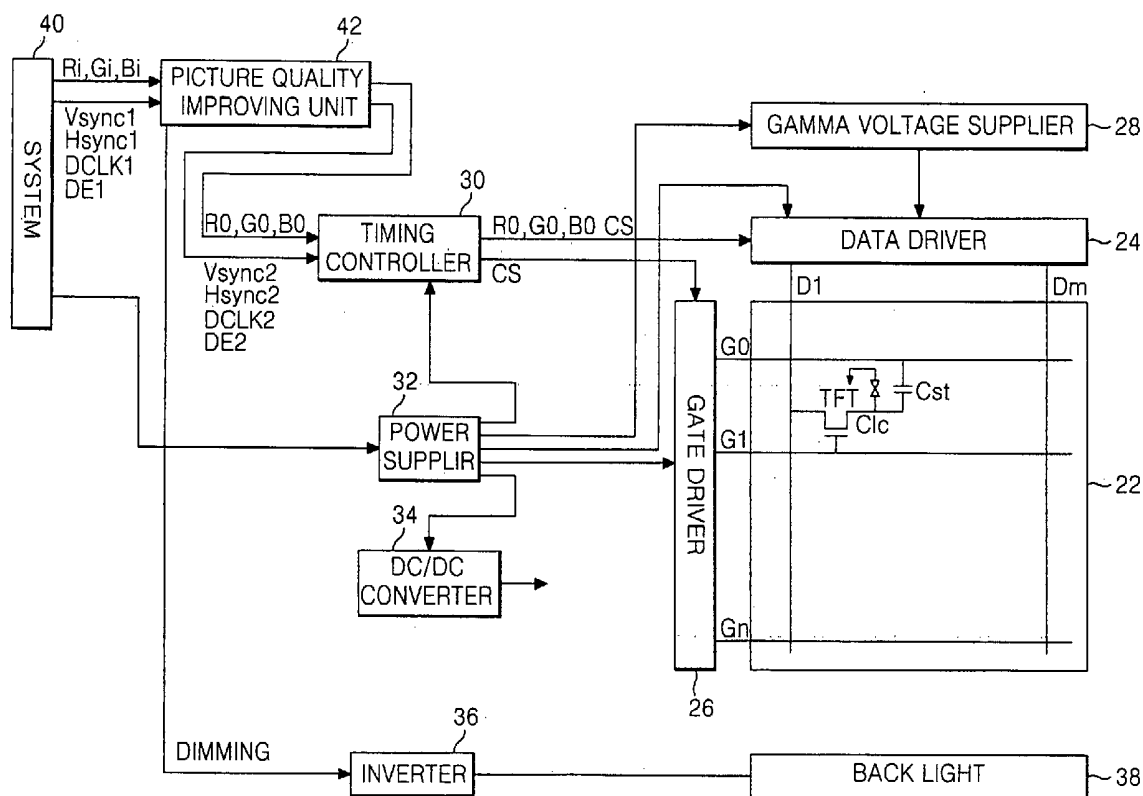 40
42
Ri,Gi,Bi
PICTURE QUALITY
IMPROVING UNIT
Vsync1
Hsync1
DCLK1
DE1
SYSTEM
GAMMA VOLTAGE SUPPLIER
28
30
R0,G0,B0
TIMING
CONTROLLER
R0,G0,B0 CS
CS
DATA DRIVER
24
Vsync2
Hsync2
DCLK2
DE2
D1
Dm
G0
TFT
Cst
Clc
G1
GATE DRIVER
22
32
POWER
SUPPLIR
34
DC/DC
CONVERTER
Gn
26
DIMMING
36
INVERTER
BACK LIGHT
38